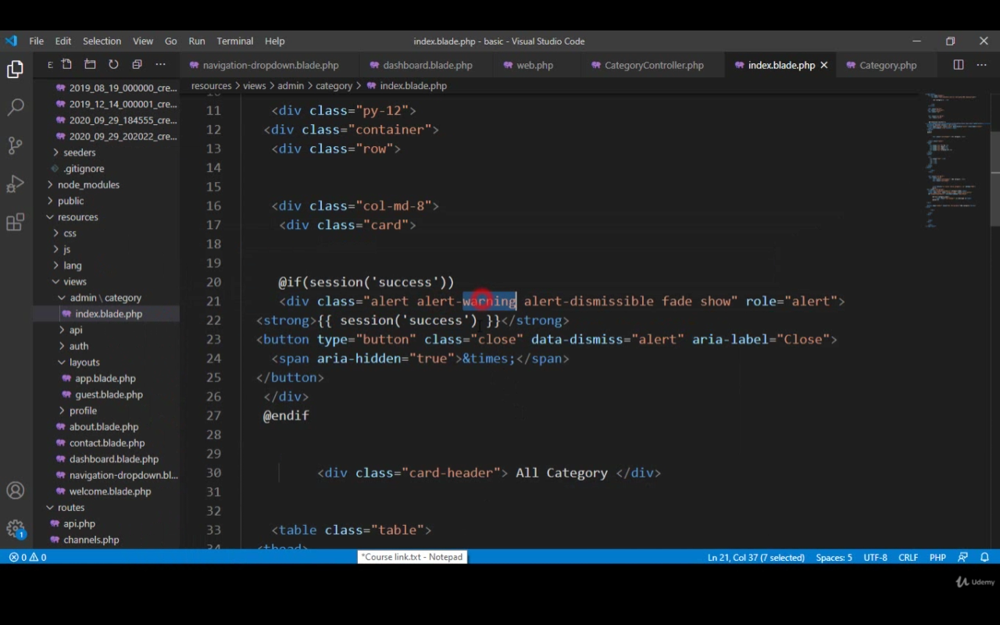 File Edit Selection View Go Run Terminal Help index.blade.php - basic - Visual Studio Code
E ... navigation-dropdown.blade.php dashboard.blade.php web.php CategoryController.php index.blade.php Category.php ...
resources > views > admin > category > index.blade.php
2019_08_19_000000_cre...
2019_12_14_000001_cre...
2020_09_29_184555_cre...
2020_09_29_202022_cre...
seeders
.gitignore
node_modules
public
resources
css
js
lang
views
admin \ category
index.blade.php
api
auth
layouts
app.blade.php
guest.blade.php
profile
about.blade.php
contact.blade.php
dashboard.blade.php
navigation-dropdown.bl...
welcome.blade.php
routes
api.php
channels.php
11 <div class="py-12">
12 <div class="container">
13 <div class="row">
14
15
16 <div class="col-md-8">
17 <div class="card">
18
19
20 @if(session('success'))
21 <div class="alert alert-warning alert-dismissible fade show" role="alert">
22 <strong>{{ session('success') }}</strong>
23 <button type="button" class="close" data-dismiss="alert" aria-label="Close">
24 <span aria-hidden="true">&times;</span>
25 </button>
26 </div>
27 @endif
28
29
30 <div class="card-header"> All Category </div>
31
32
33 <table class="table">
34 <thead>
0 0 *Course link.txt - Notepad Ln 21, Col 37 (7 selected) Spaces: 5 UTF-8 CRLF PHP
1
Udemy